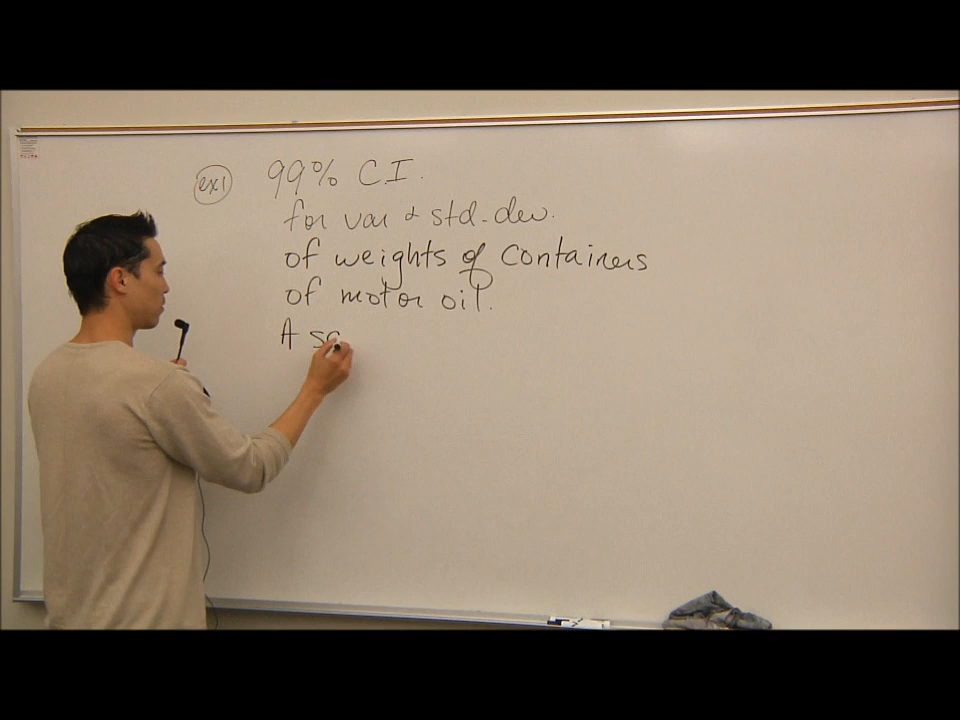 ex1 99% C.I.
for var & std-dev.
of weights of containers
of motor oil.
A sa